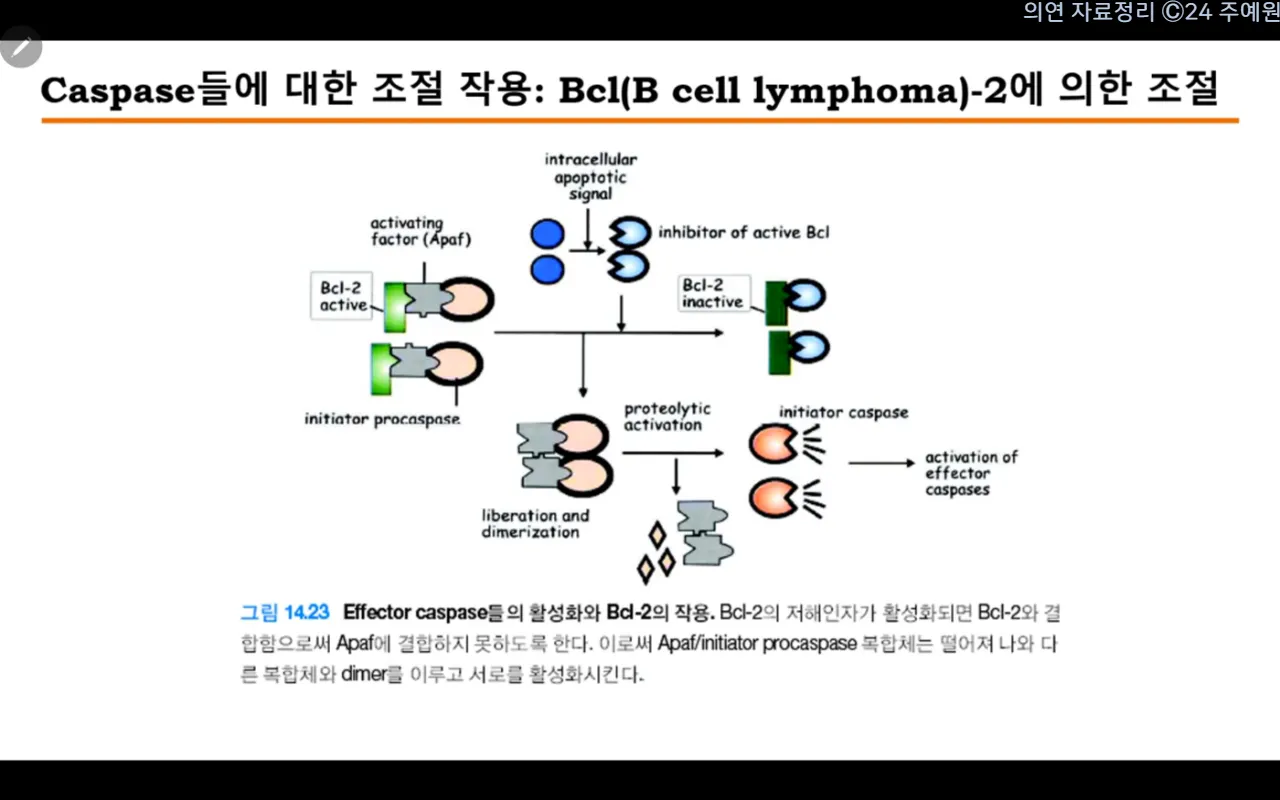 의연 자료정리 ©24 주예원
Caspase들에 대한 조절 작용: Bcl(B cell lymphoma)-2에 의한 조절
intracellular
apoptotic
signal
activating
factor (Apaf)
inhibitor of active Bcl
Bcl-2
active
Bcl-2
inactive
initiator procaspase
proteolytic
activation
initiator caspase
activation of
effector
caspases
liberation and
dimerization
그림 14.23 Effector caspase들의 활성화와 Bcl-2의 작용. Bcl-2의 저해인자가 활성화되면 Bcl-2와 결
합함으로써 Apaf에 결합하지 못하도록 한다. 이로써 Apaf/initiator procaspase 복합체는 떨어져 나와 다
른 복합체와 dimer를 이루고 서로를 활성화시킨다.